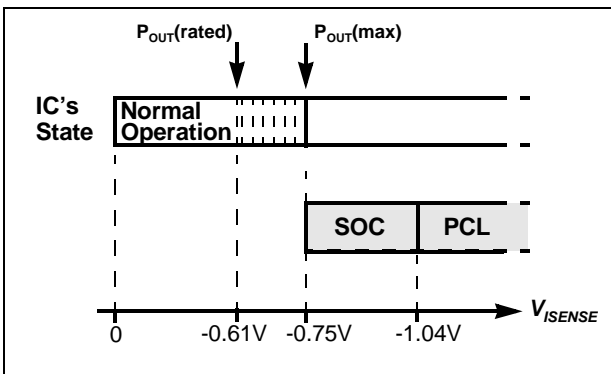 P_OUT(rated) P_OUT(max)
IC's
State
Normal
Operation
SOC PCL
V_ISENSE
0 -0.61V -0.75V -1.04V